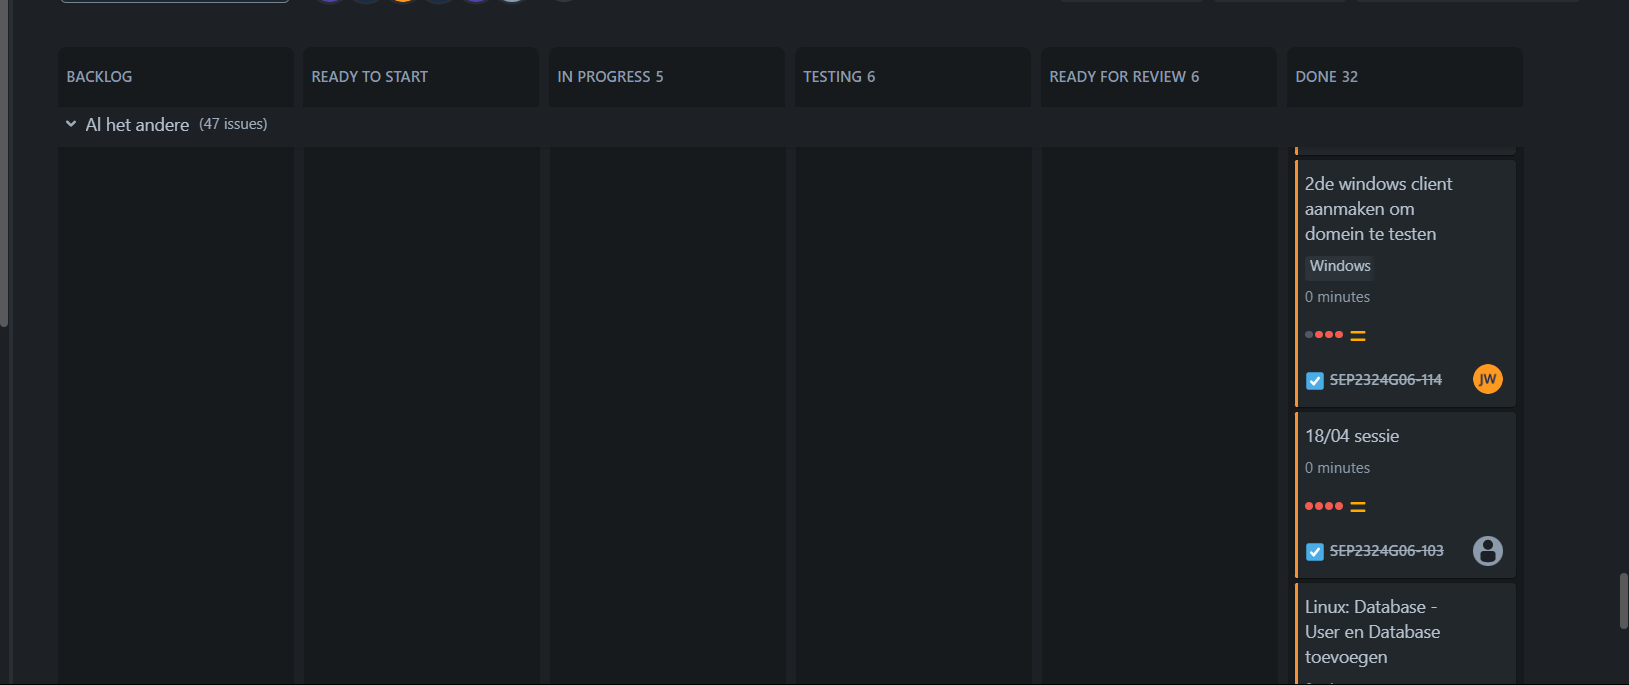 BACKLOG
READY TO START
IN PROGRESS 5
TESTING 6
READY FOR REVIEW 6
DONE 32
Al het andere (47 issues)
2de windows client
aanmaken om
domein te testen
Windows
0 minutes
SEP2324G06-114
JW
18/04 sessie
0 minutes
SEP2324G06-103
Linux: Database -
User en Database
toevoegen